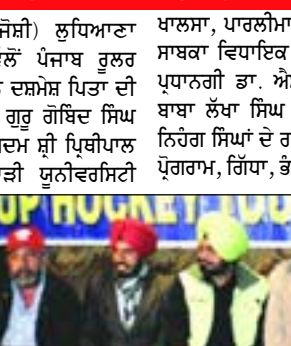 ਜੋਸ਼ੀ) ਲੁਧਿਆਣਾ
ਲੋਂ ਪੰਜਾਬ ਰੂਲਰ
ਦਸ਼ਮੇਸ਼ ਪਿਤਾ ਦੀ
ਗੁਰੂ ਗੋਬਿੰਦ ਸਿੰਘ
ਦਮ ਸ਼੍ਰੀ ਪ੍ਰਿਥੀਪਾਲ
ਾੜੀ ਯੂਨੀਵਰਸਿਟੀ
ਖਾਲਸਾ, ਪਾਰਲੀਮਾ
ਸਾਬਕਾ ਵਿਧਾਇਕ
ਪ੍ਰਧਾਨਗੀ ਡਾ. ਐ
ਬਾਬਾ ਲੱਖਾ ਸਿੰਘ
ਨਿਹੰਗ ਸਿੰਘਾਂ ਦੇ ਰ
ਪ੍ਰੋਗਰਾਮ, ਗਿੱਧਾ, ਭੰ
UP HOCKEY TOU